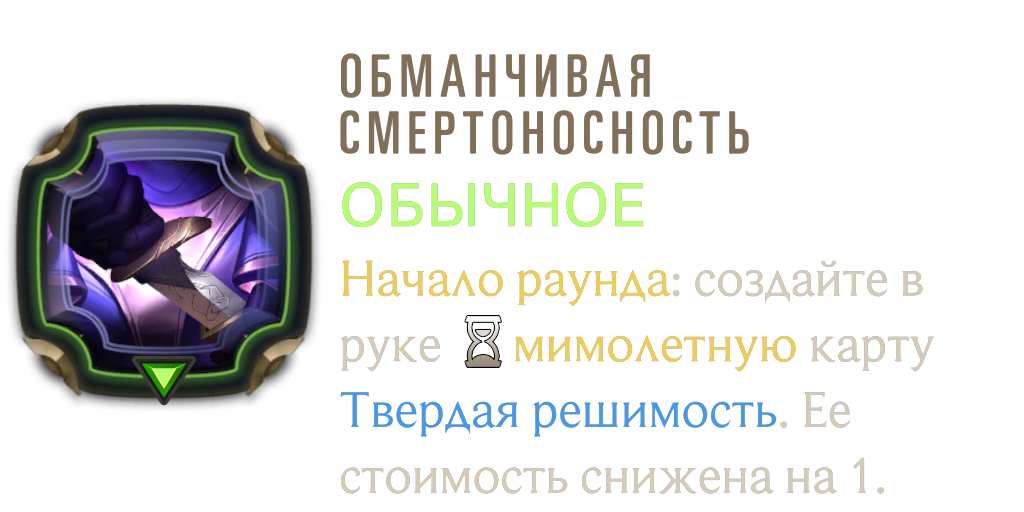 ОБМАНЧИВАЯ
СМЕРТОНОСНОСТЬ
ОБЫЧНОЕ
Начало раунда: создайте в
руке мимолетную карту
Твердая решимость. Ее
стоимость снижена на 1.